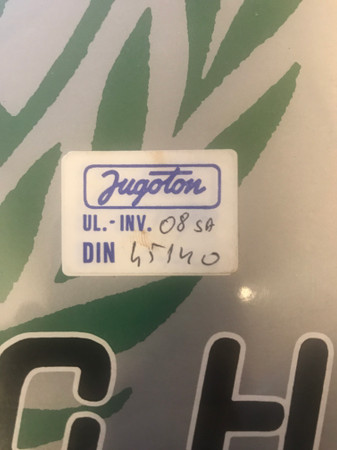 Jugoton
UL.-INV. 08 SA
DIN 45140
G H